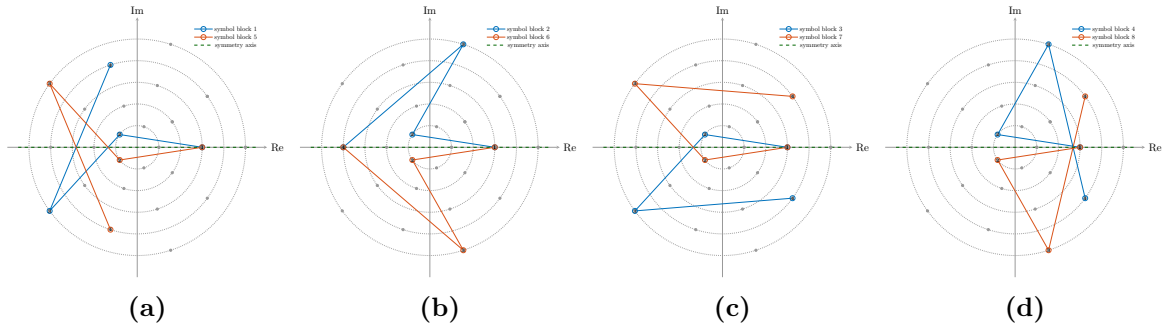 Im
symbol block 1
symbol block 5
symmetry axis
Re
(a)
Im
symbol block 2
symbol block 6
symmetry axis
Re
(b)
Im
symbol block 3
symbol block 7
symmetry axis
Re
(c)
Im
symbol block 4
symbol block 8
symmetry axis
Re
(d)